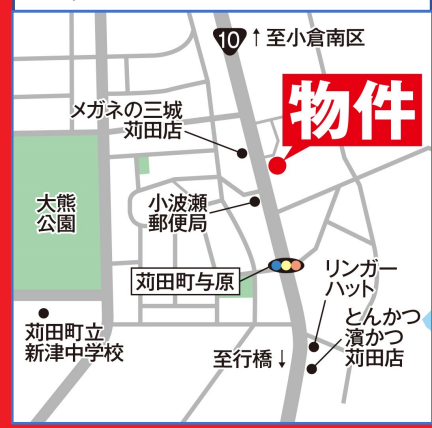 10 ↑至小倉南区
物件
メガネの三城
苅田店
大熊
公園
小波瀬
郵便局
苅田町与原
リンガー
ハット
とんかつ
濵かつ
苅田店
苅田町立
新津中学校
至行橋↓